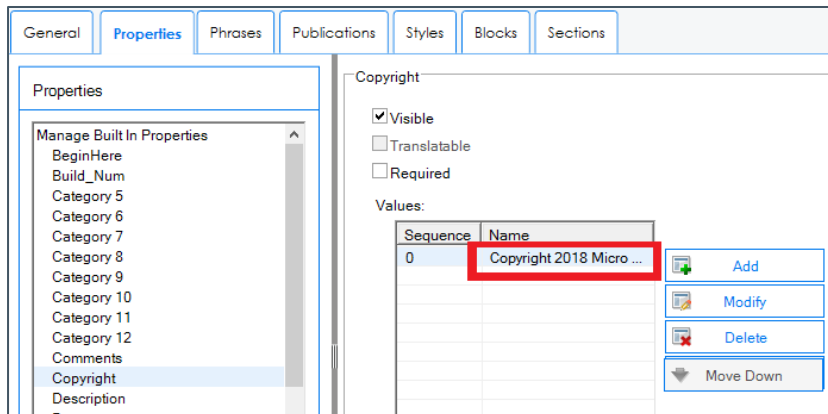 General Properties Phrases Publications Styles Blocks Sections
Properties
Manage Built In Properties
BeginHere
Build_Num
Category 5
Category 6
Category 7
Category 8
Category 9
Category 10
Category 11
Category 12
Comments
Copyright
Description
Copyright
Visible
Translatable
Required
Values:
Sequence Name
0 Copyright 2018 Micro ...
Add
Modify
Delete
Move Down